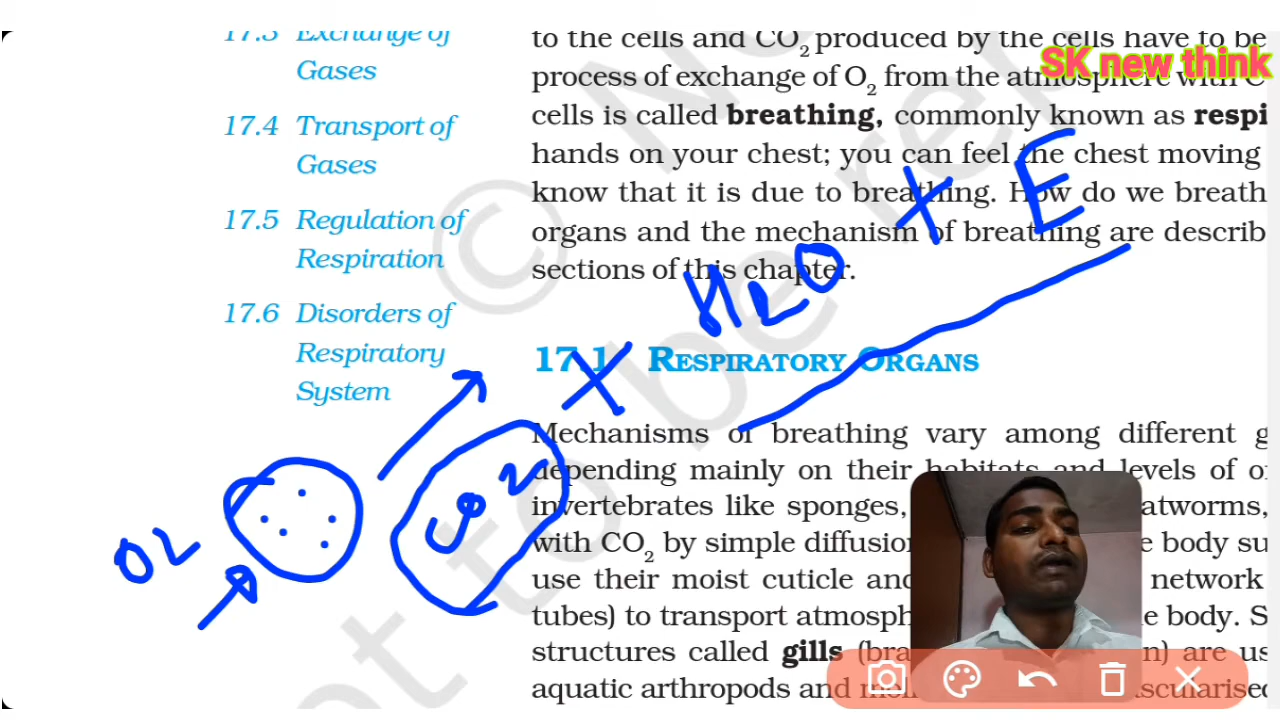 17.3 Exchange of
Gases
17.4 Transport of
Gases
17.5 Regulation of
Respiration
17.6 Disorders of
Respiratory
System
to the cells and CO2 produced by the cells have to be
process of exchange of O2 from the atmosphere with C
cells is called breathing, commonly known as respi
hands on your chest; you can feel the chest moving
know that it is due to breathing. How do we breath
organs and the mechanism of breathing are describ
sections of this chapter.
17.1 RESPIRATORY ORGANS
Mechanisms of breathing vary among different g
depending mainly on their habitats and levels of or
invertebrates like sponges, atworms,
with CO2 by simple diffusion e body su
use their moist cuticle and network
tubes) to transport atmosph e body. S
structures called gills (bra n) are us
aquatic arthropods and mol scularised
SK new think
O2
CO2 + H2O + E
© N
not to be re